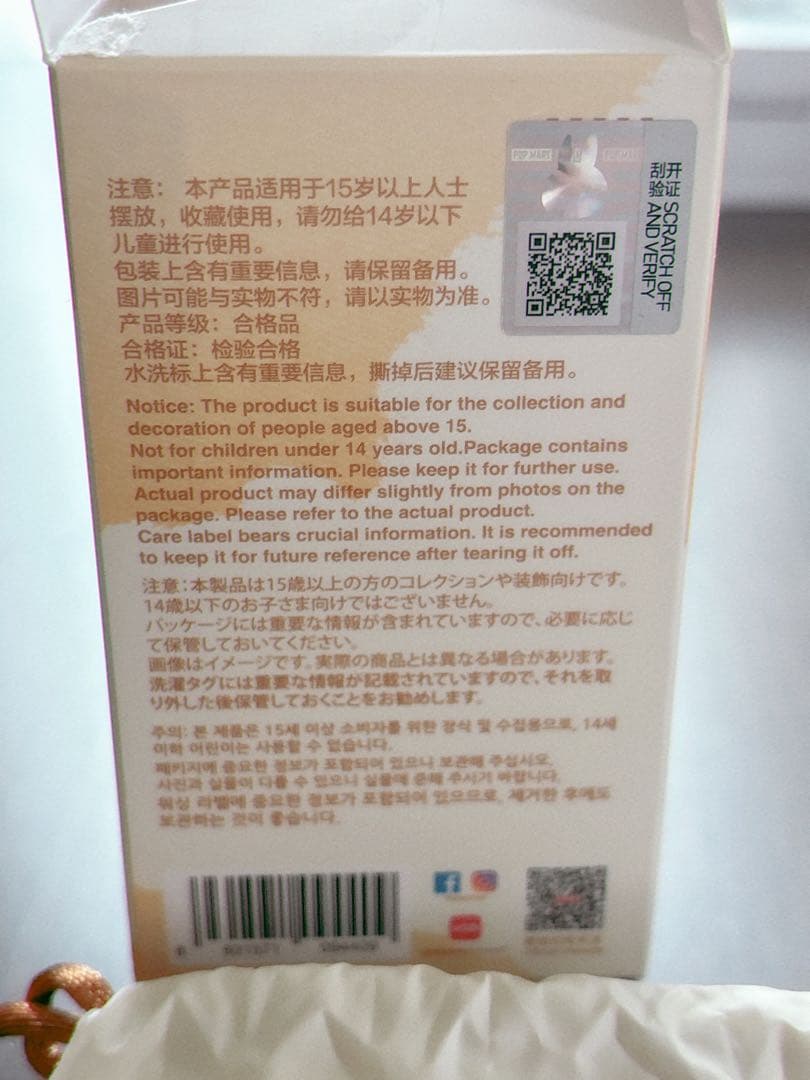 注意： 本产品适用于15岁以上人士
摆放，收藏使用，请勿给14岁以下
儿童进行使用。
包装上含有重要信息，请保留备用。
图片可能与实物不符，请以实物为准。
产品等级：合格品
合格证：检验合格
水洗标上含有重要信息，撕掉后建议保留备用。
POP MART
刮开验证
SCRATCH OFF
AND VERIFY
Notice: The product is suitable for the collection and
decoration of people aged above 15.
Not for children under 14 years old.Package contains
important information. Please keep it for further use.
Actual product may differ slightly from photos on the
package. Please refer to the actual product.
Care label bears crucial information. It is recommended
to keep it for future reference after tearing it off.
注意：本製品は15歳以上の方のコレクションや装飾向けです。
14歳以下のお子さま向けではございません。
パッケージには重要な情報が含まれていますので、必要に応じ
て保管しておいてください。
画像はイメージです。実際の商品とは異なる場合があります。
洗濯タグには重要な情報が記載されていますので、それを取
り外した後保管しておくことをお勧めします。
주의: 본 제품은 15세 이상 소비자를 위한 장식 및 수집용으로, 14세
이하 어린이는 사용할 수 없습니다.
패키지에 중요한 정보가 포함되어 있으니 보관해 주십시오.
사진과 실물이 다를 수 있으니 실물에 준해 주시기 바랍니다.
워싱 라벨에 중요한 정보가 포함되어 있으므로, 제거한 후에도
보관하는 것이 좋습니다.